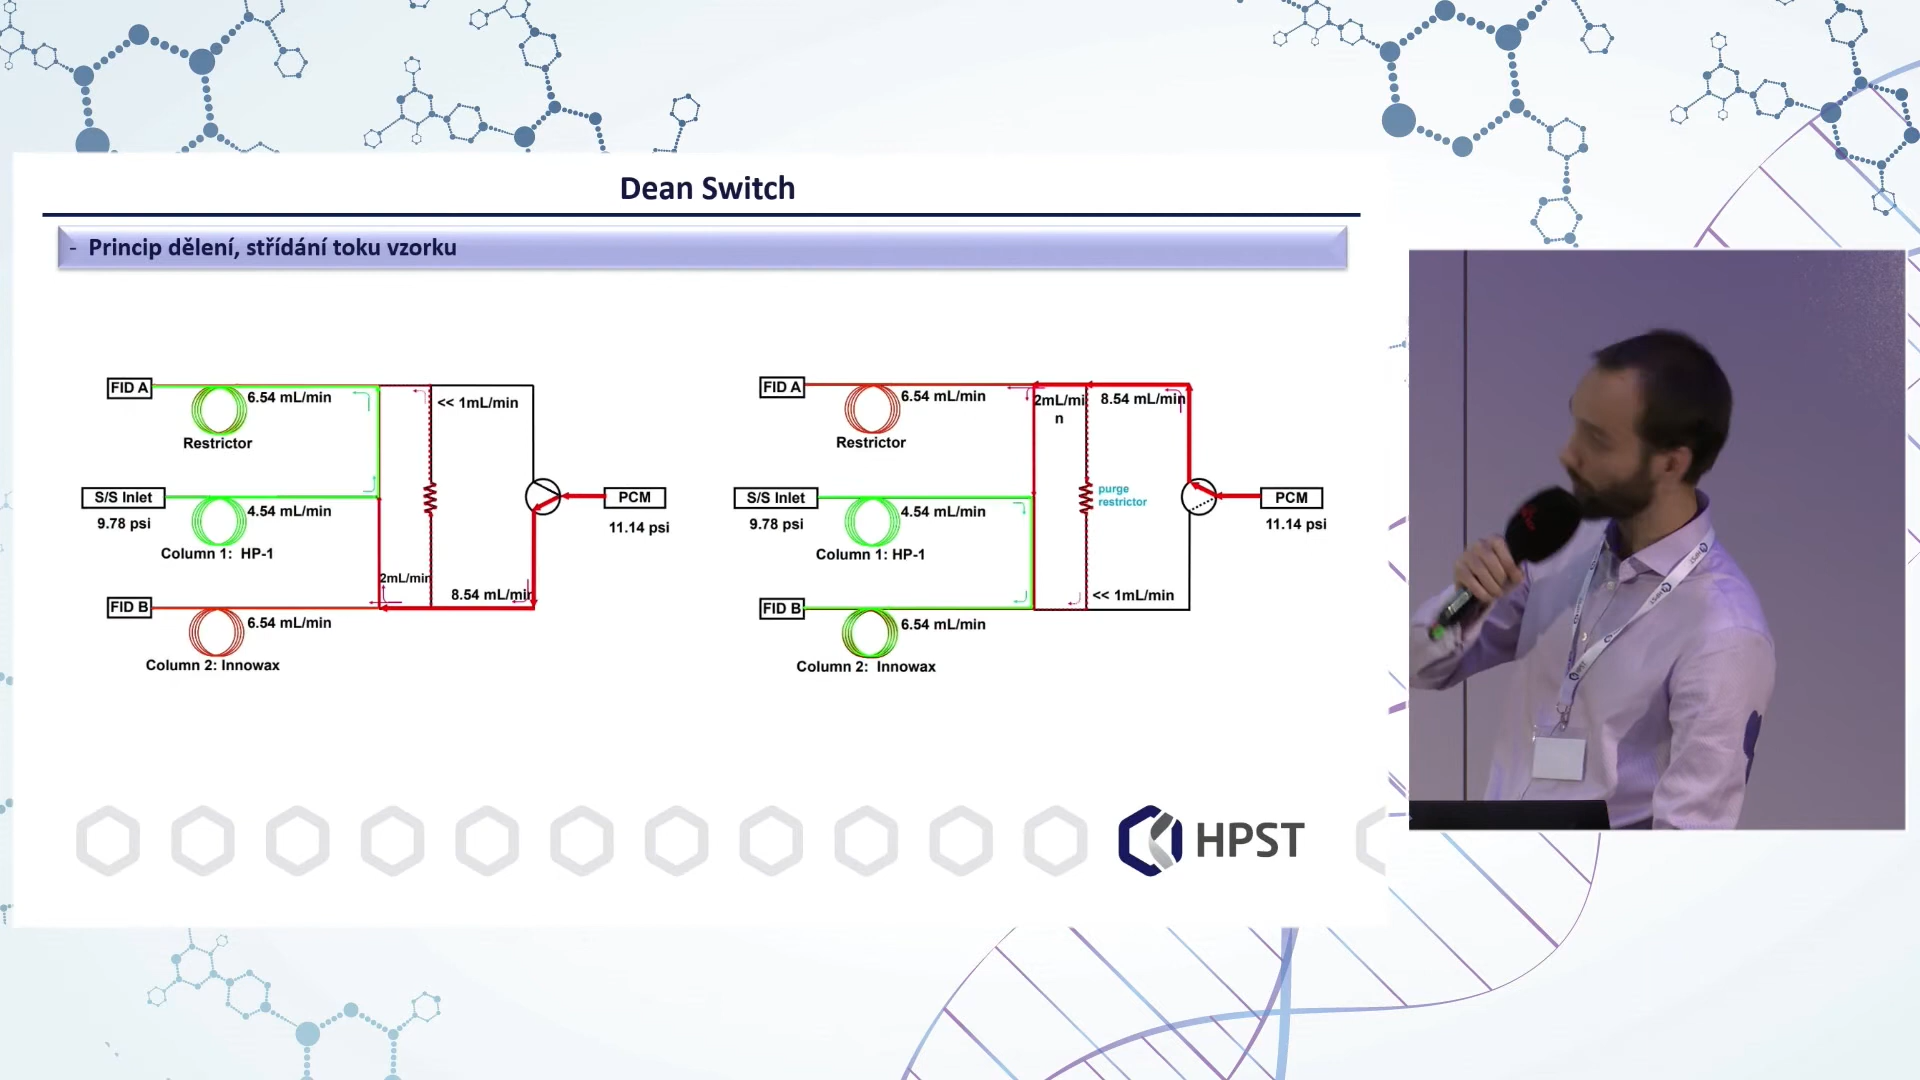 Dean Switch
- Princip dělení, střídání toku vzorku
FID A
6.54 mL/min
Restrictor
<< 1mL/min
S/S Inlet
9.78 psi
4.54 mL/min
Column 1: HP-1
PCM
11.14 psi
2mL/min
8.54 mL/min
FID B
6.54 mL/min
Column 2: Innowax
FID A
6.54 mL/min
Restrictor
2mL/mi
n
8.54 mL/min
S/S Inlet
9.78 psi
4.54 mL/min
Column 1: HP-1
purge
restrictor
PCM
11.14 psi
<< 1mL/min
FID B
6.54 mL/min
Column 2: Innowax
HPST
HPST